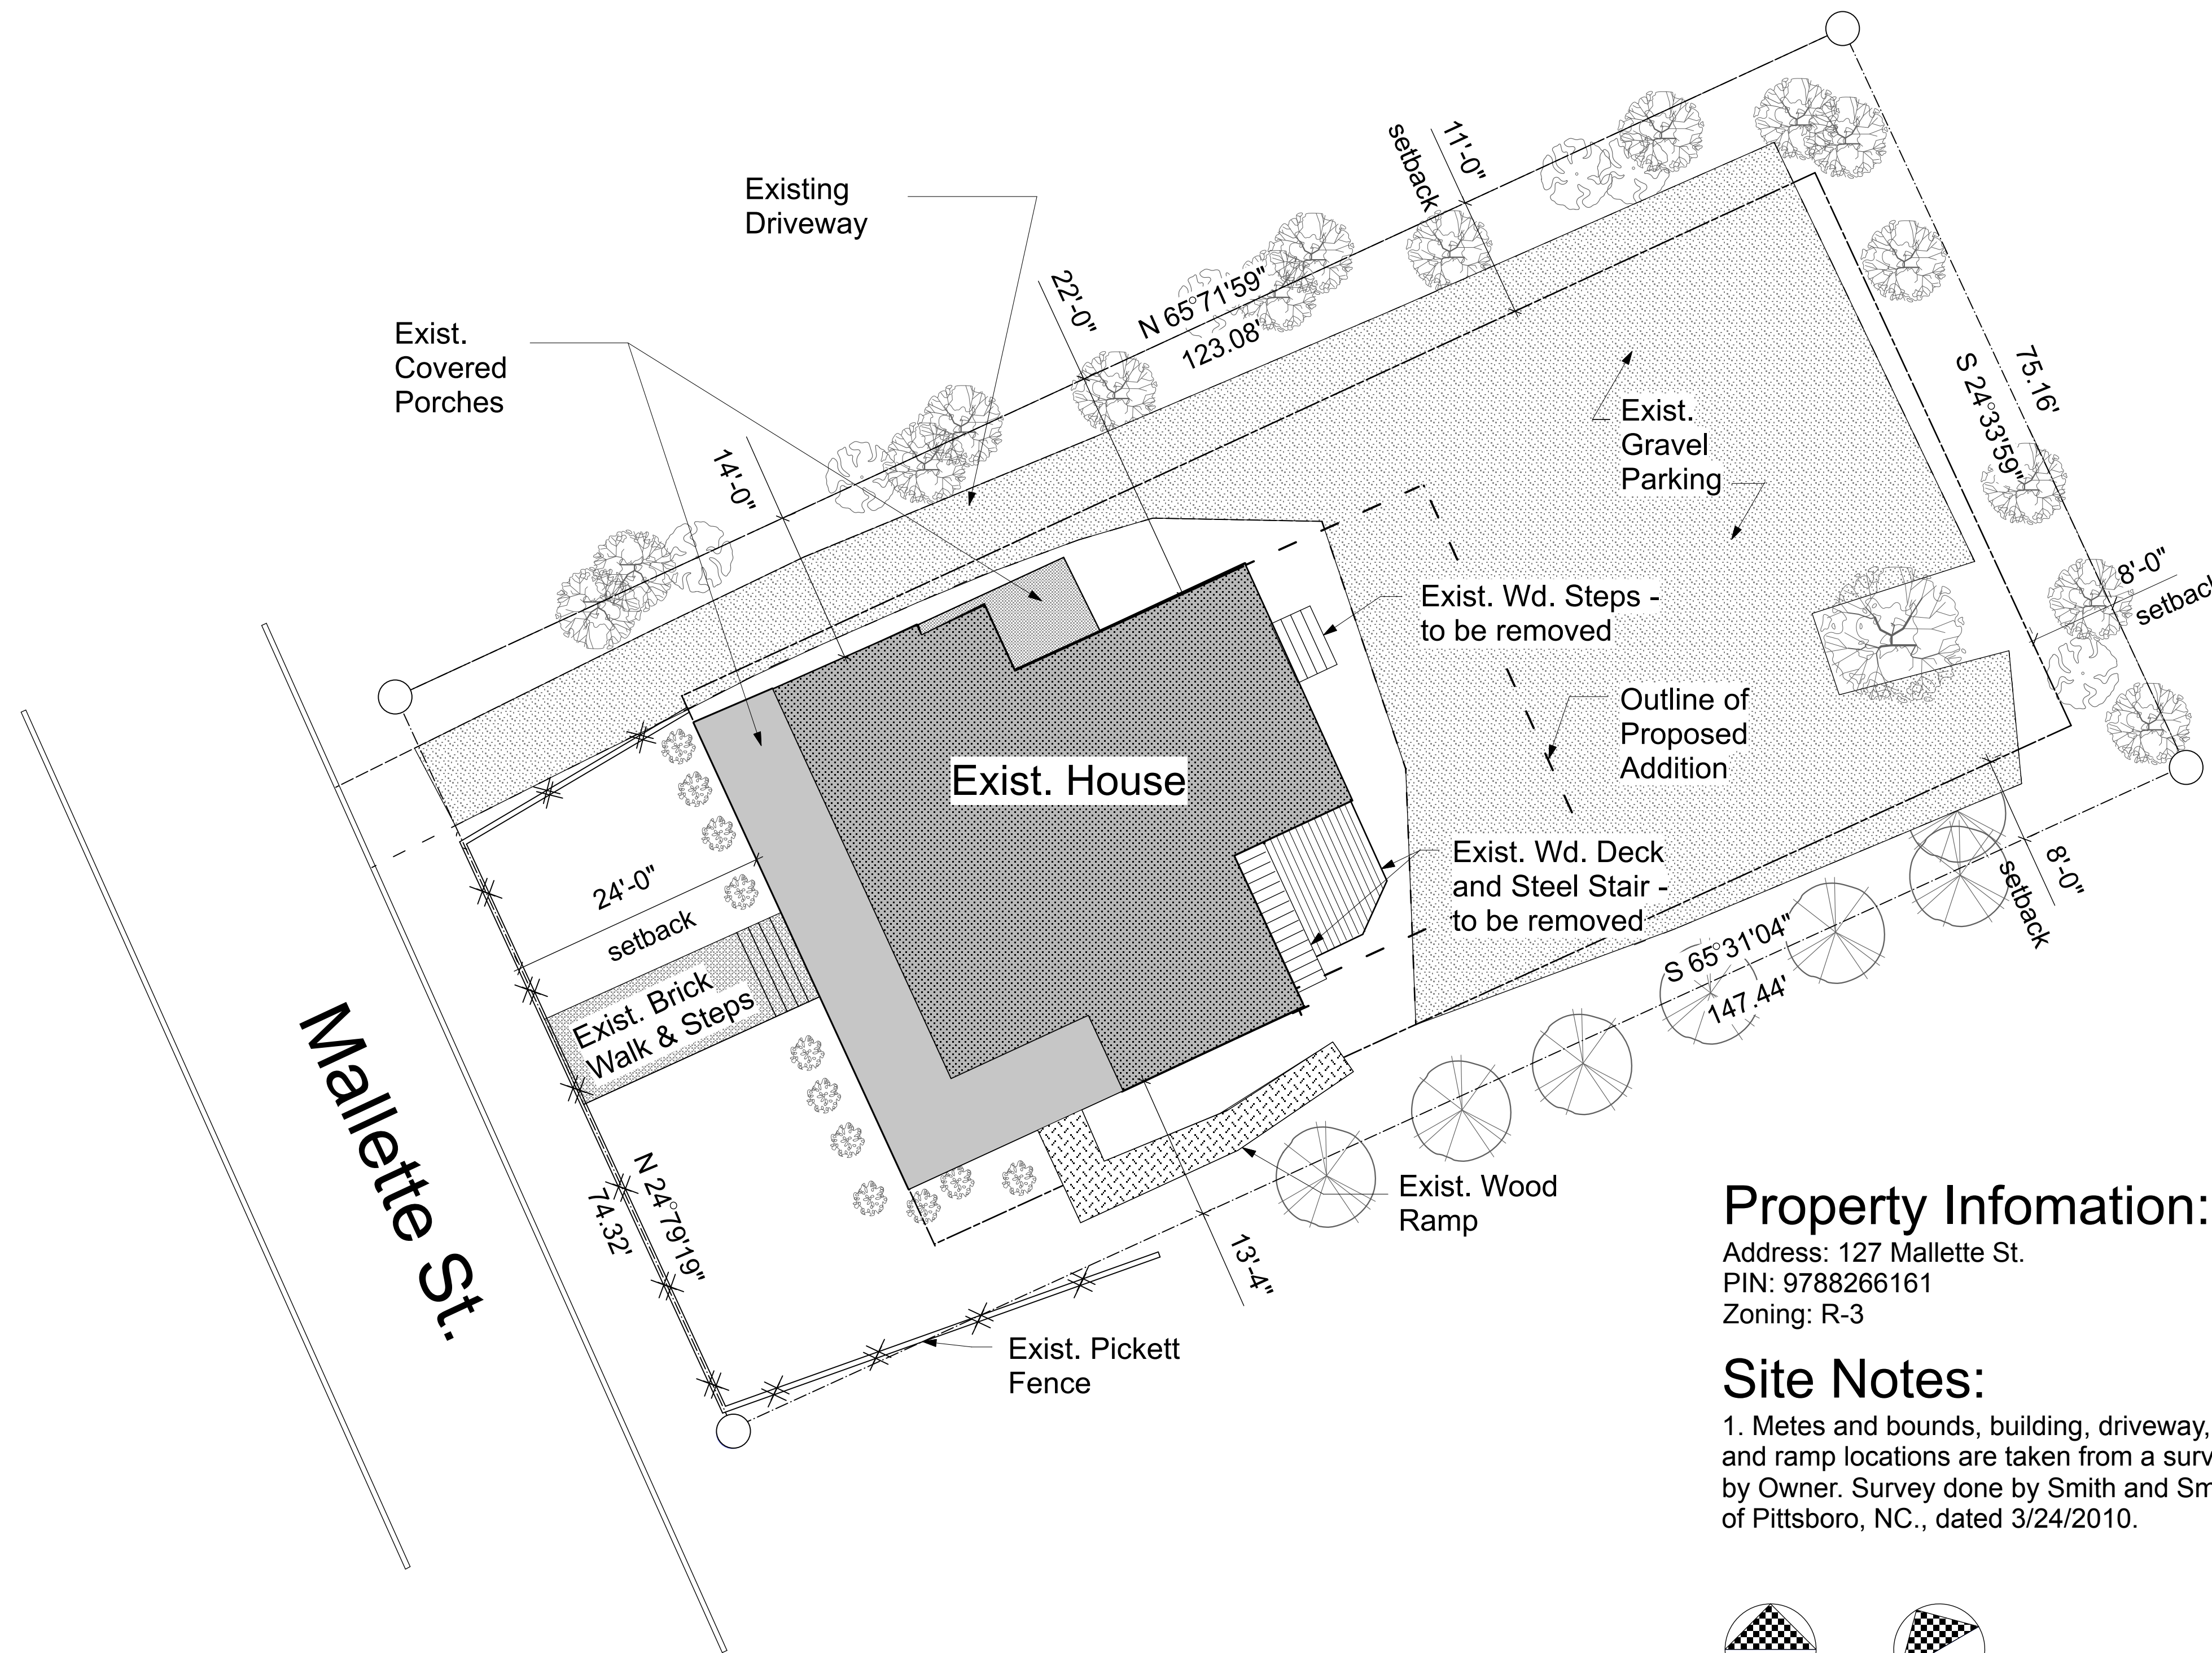 setback
11'-0"
Existing
Driveway
22'-0"
N 65°71'59"
123.08'
Exist.
Covered
Porches
14'-0"
75.16'
S 24°33'59"
Exist.
Gravel
Parking
8'-0"
setback
Exist. Wd. Steps -
to be removed
Outline of
Proposed
Addition
Exist. House
Exist. Wd. Deck
and Steel Stair -
to be removed
8'-0"
setback
24'-0"
setback
S 65°31'04"
147.44'
Exist. Brick
Walk & Steps
Mallette St.
N 24°79'19"
74.32'
Exist. Wood
Ramp
13'-4"
Exist. Pickett
Fence
Property Infomation:
Address: 127 Mallette St.
PIN: 9788266161
Zoning: R-3
Site Notes:
1. Metes and bounds, building, driveway,
and ramp locations are taken from a surv
by Owner. Survey done by Smith and Sm
of Pittsboro, NC., dated 3/24/2010.